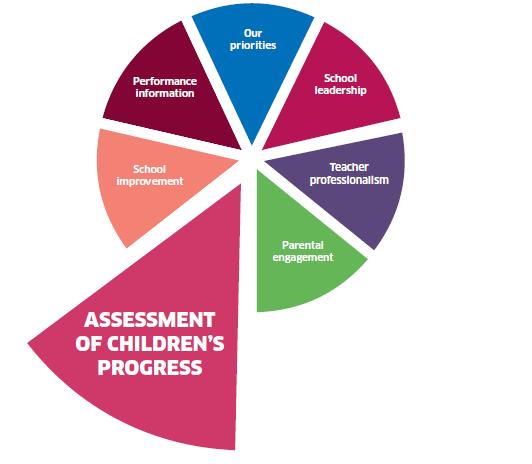 Our
priorities
School
leadership
Teacher
professionalism
Parental
engagement
ASSESSMENT
OF CHILDREN'S
PROGRESS
School
improvement
Performance
information